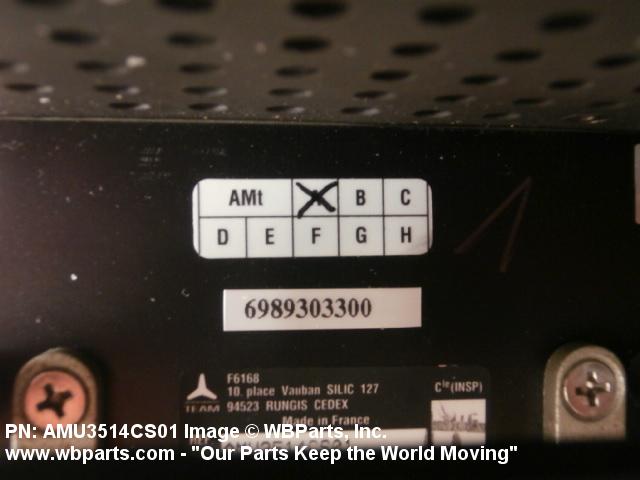 AMt B C
D E F G H
6989303300
F6168
10. place Vauban SILIC 127
94523 RUNGIS CEDEX
TEAM
Cie (INSP)
Made in France
PN: AMU3514CS01 Image © WBParts, Inc.
www.wbparts.com - "Our Parts Keep the World Moving"